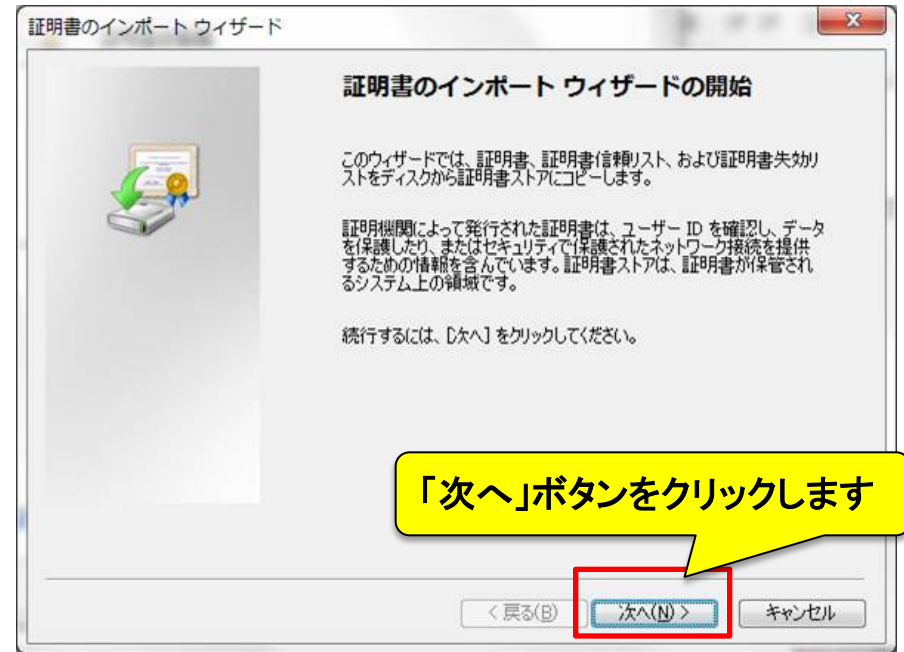 証明書のインポート ウィザード
証明書のインポート ウィザードの開始
このウィザードでは、証明書、証明書信頼リスト、および証明書失効リ
ストをディスクから証明書ストアにコピーします。
証明機関によって発行された証明書は、ユーザー ID を確認し、データ
を保護したり、またはセキュリティで保護されたネットワーク接続を提供
するための情報を含んでいます。証明書ストアは、証明書が保管され
るシステム上の領域です。
続行するには、[次へ] をクリックしてください。
「次へ」ボタンをクリックします
< 戻る(B)
次へ(N) >
キャンセル